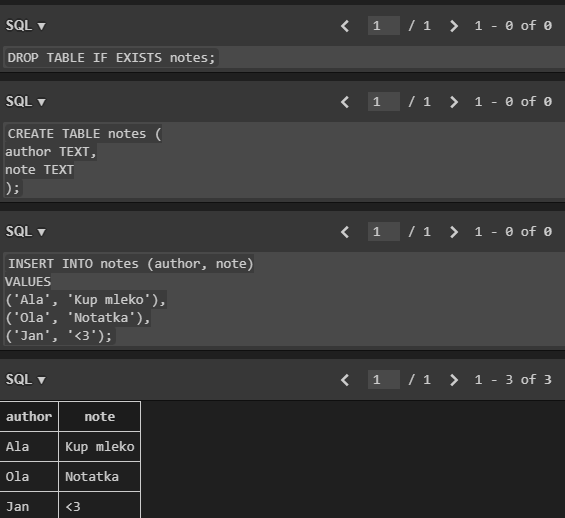 SQL ▼ < 1 / 1 > 1 - 0 of 0
DROP TABLE IF EXISTS notes;
SQL ▼ < 1 / 1 > 1 - 0 of 0
CREATE TABLE notes (
author TEXT,
note TEXT
);
SQL ▼ < 1 / 1 > 1 - 0 of 0
INSERT INTO notes (author, note)
VALUES
('Ala', 'Kup mleko'),
('Ola', 'Notatka'),
('Jan', '<3');
SQL ▼ < 1 / 1 > 1 - 3 of 3
author note
Ala Kup mleko
Ola Notatka
Jan <3